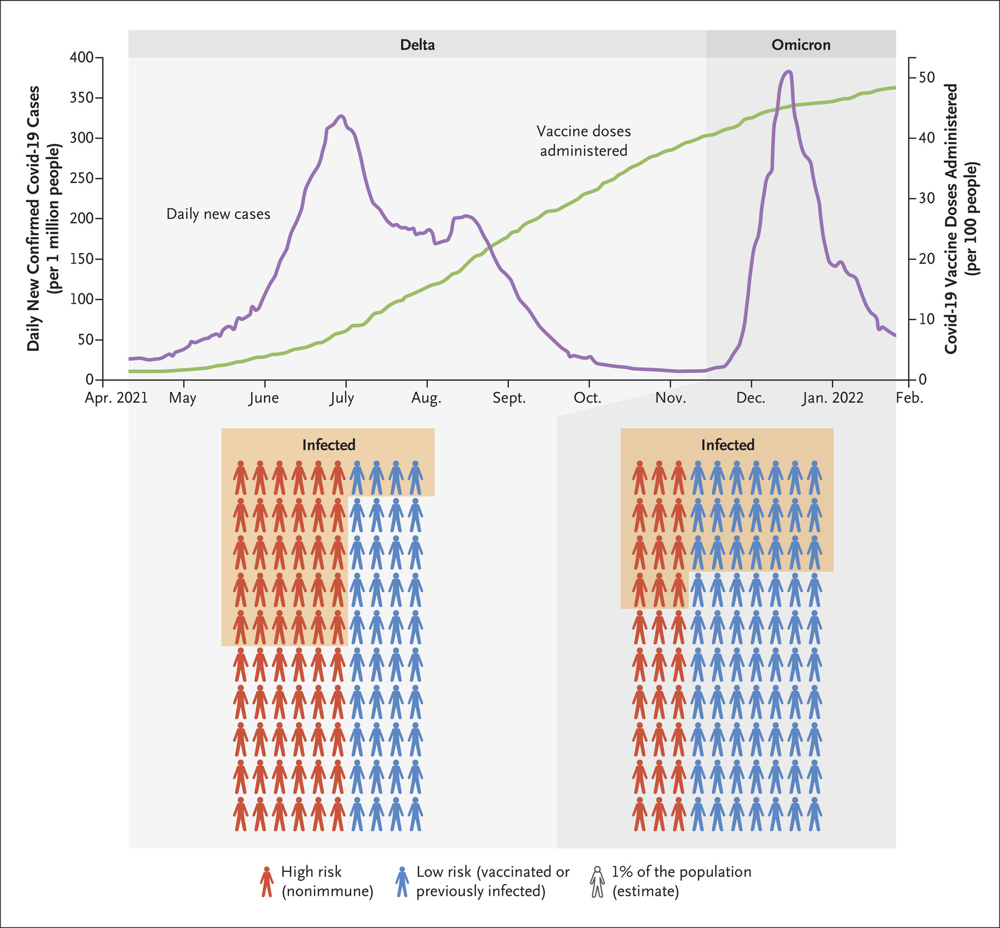 Delta
Omicron
Daily New Confirmed Covid-19 Cases
(per 1 million people)
400
350
300
250
200
150
100
50
0
Daily new cases
Vaccine doses
administered
50
40
30
20
10
0
Covid-19 Vaccine Doses Administered
(per 100 people)
Apr. 2021 May June July Aug. Sept. Oct. Nov. Dec. Jan. 2022 Feb.
Infected
Infected
High risk
(nonimmune)
Low risk (vaccinated or
previously infected)
1% of the population
(estimate)